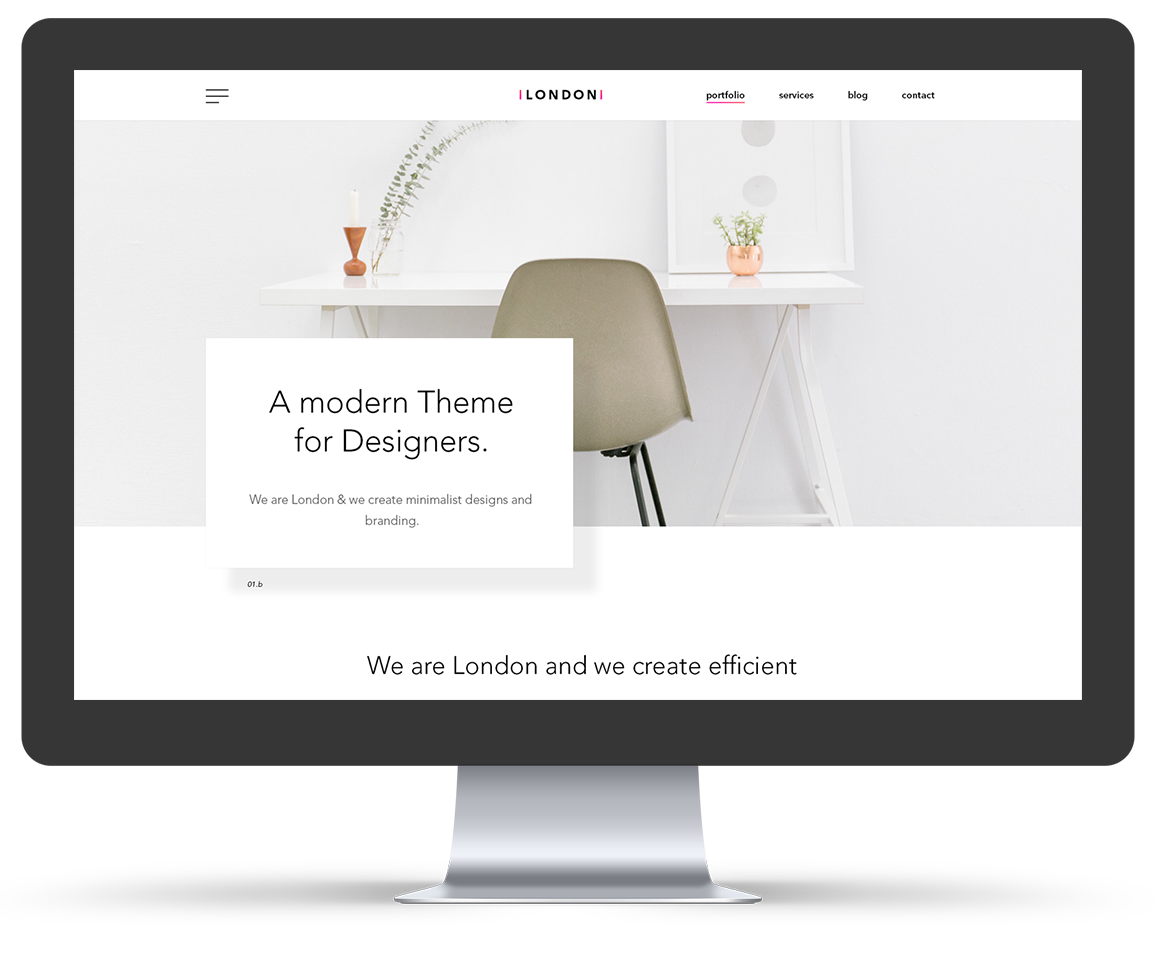 LONDON
portfolio services blog contact
A modern Theme
for Designers.
We are London & we create minimalist designs and
branding.
01.b
We are London and we create efficient